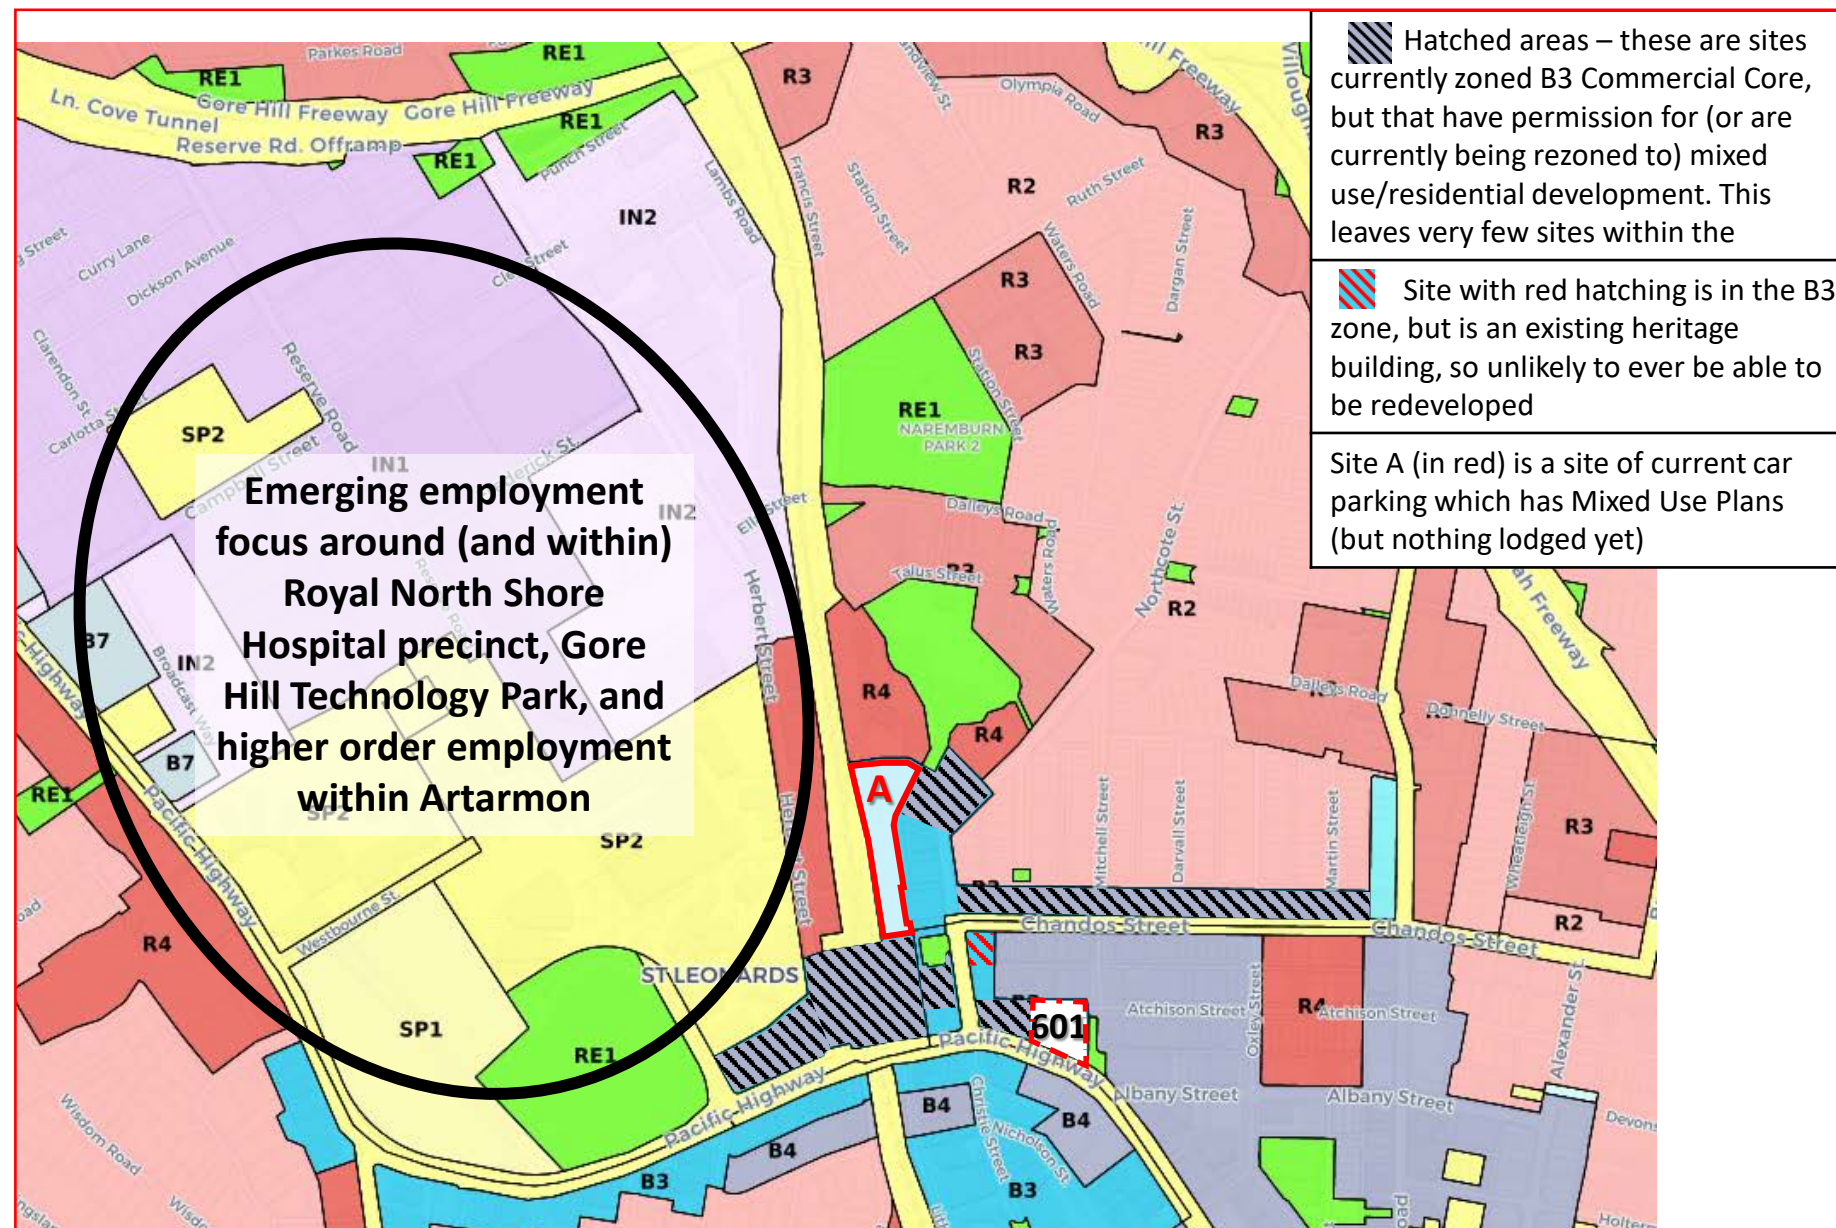 Hatched areas – these are sites
currently zoned B3 Commercial Core,
but that have permission for (or are
currently being rezoned to) mixed
use/residential development. This
leaves very few sites within the
Site with red hatching is in the B3
zone, but is an existing heritage
building, so unlikely to ever be able to
be redeveloped
Site A (in red) is a site of current car
parking which has Mixed Use Plans
(but nothing lodged yet)
Parkes Road
RE1
RE1
R3
Olympia Road
Ln. Cove Tunnel
Gore Hill Freeway
Gore Hill Freeway
Reserve Rd. Offramp
RE1
RE1
Punch Street
R3
Lambs Road
Francis Street
Station Street
R2
Ruth Street
IN2
Curry Lane
Dickson Avenue
Waters Road
Dargan Street
R3
R3
Clarendon St.
Reserve Road
Station Street
RE1
NAREMBURN
PARK 2
SP2
Carlotta Street
Campbell Street
IN1
IN2
Emerging employment
focus around (and within)
Royal North Shore
Hospital precinct, Gore
Hill Technology Park, and
higher order employment
within Artarmon
Dalleys Road
Northcote St.
Talus Street
Waters Road
R2
Herbert Street
B7
IN2
Broadcast Way
R4
Dalleys Road
Donnelly Street
R4
B7
RE1
SP2
SP2
Pacific Highway
A
Mitchell Street
Darvall Street
Martin Street
Wheatleigh St.
R3
Westbourne St.
R4
R2
Chandos Street
Chandos Street
ST LEONARDS
SP1
RE1
601
Atchison Street
Oxley Street
R4
Atchison Street
Alexander St.
Pacific Highway
Pacific Highway
Albany Street
Albany Street
B4
B4
B4
Christie Street
Nicholson St.
Wisdom Road
B3
B3